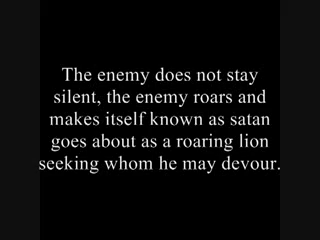 The enemy does not stay
silent, the enemy roars and
makes itself known as satan
goes about as a roaring lion
seeking whom he may devour.